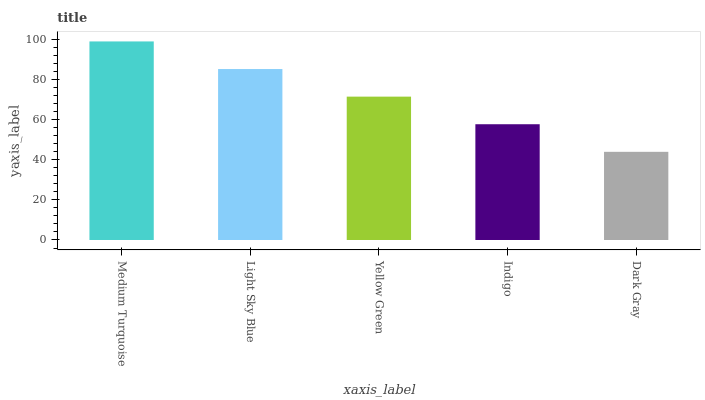 title
100
80
60
40
20
0
yaxis_label
Medium Turquoise
Light Sky Blue
Yellow Green
Indigo
Dark Gray
xaxis_label